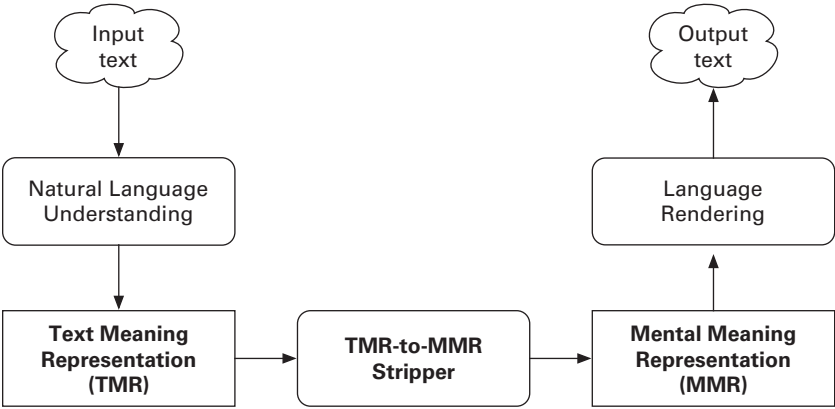 Input
text
Output
text
Natural Language
Understanding
Language
Rendering
Text Meaning
Representation
(TMR)
TMR-to-MMR
Stripper
Mental Meaning
Representation
(MMR)